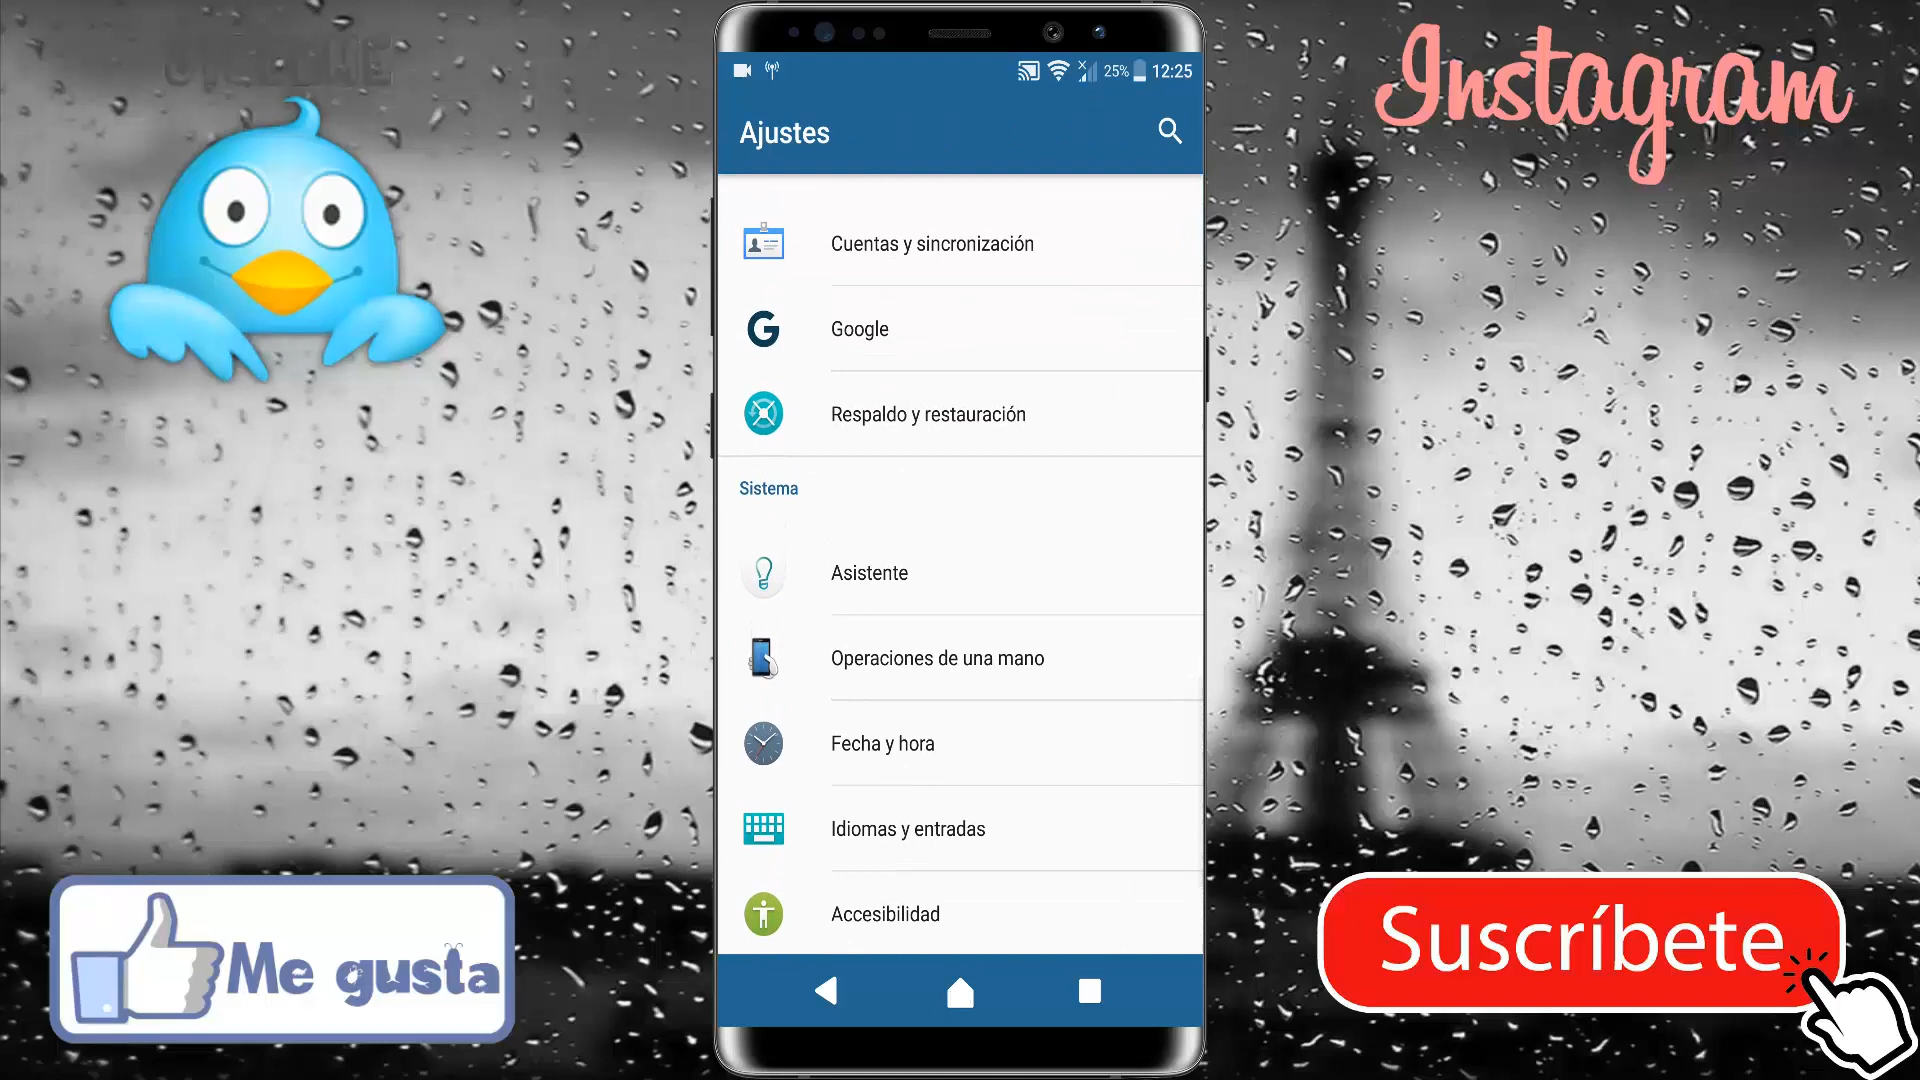 Instagram
25% 12:25
Ajustes
Cuentas y sincronización
Google
Respaldo y restauración
Sistema
Asistente
Operaciones de una mano
Fecha y hora
Idiomas y entradas
Accesibilidad
Me gusta
Suscríbete